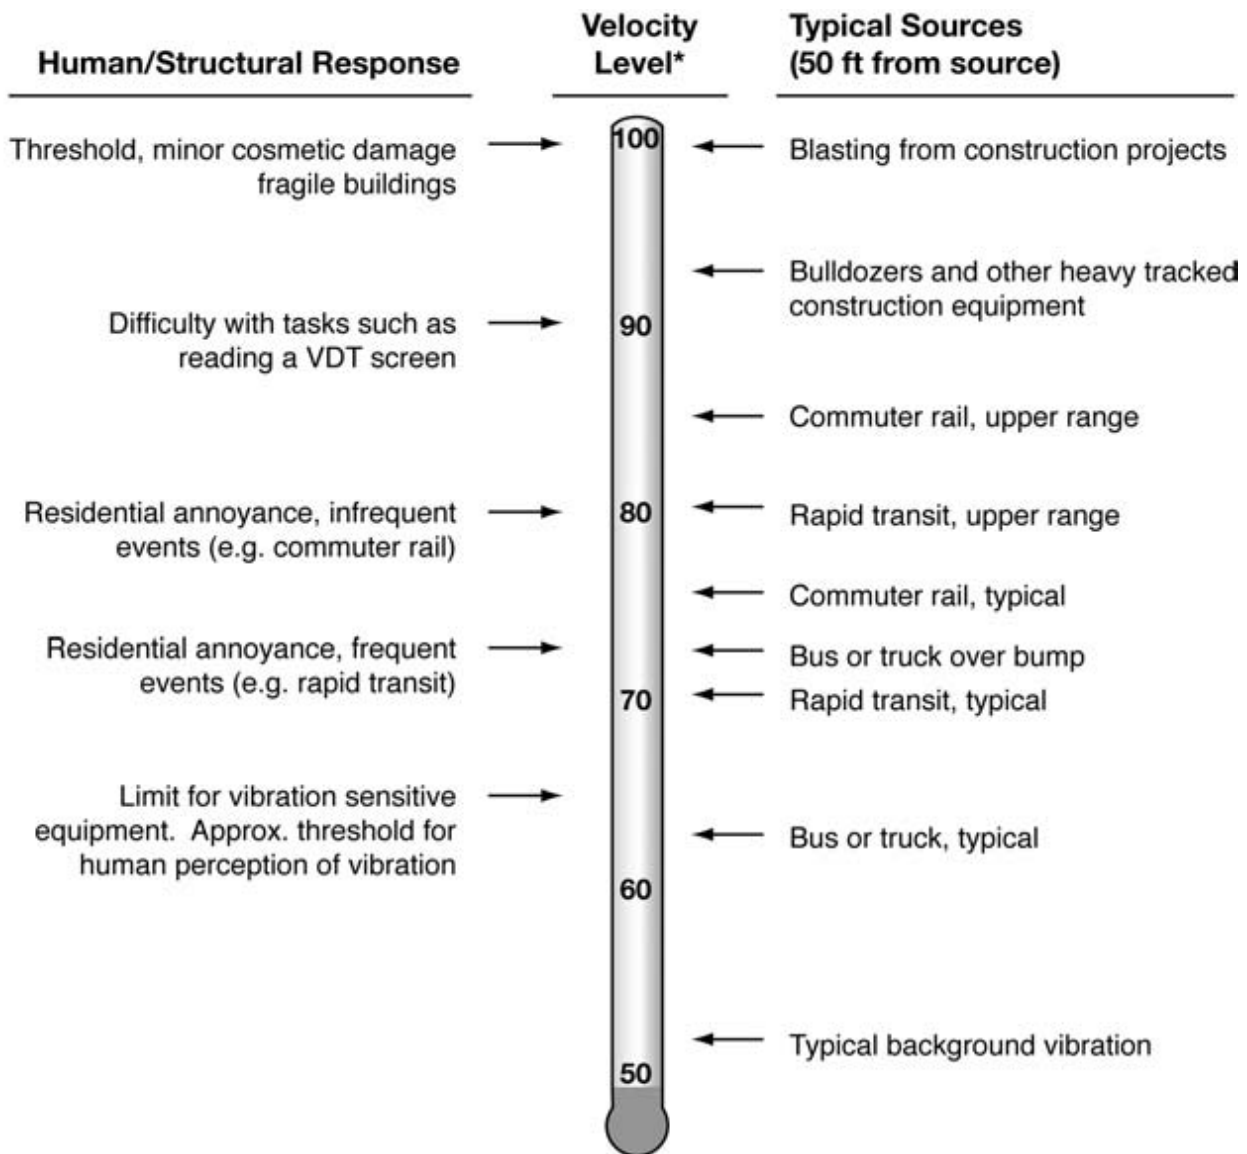 Human/Structural Response
Velocity
Level*
Typical Sources
(50 ft from source)
Threshold, minor cosmetic damage
fragile buildings
100
Blasting from construction projects
Bulldozers and other heavy tracked
construction equipment
Difficulty with tasks such as
reading a VDT screen
90
Commuter rail, upper range
Residential annoyance, infrequent
events (e.g. commuter rail)
80
Rapid transit, upper range
Commuter rail, typical
Residential annoyance, frequent
events (e.g. rapid transit)
Bus or truck over bump
70
Rapid transit, typical
Limit for vibration sensitive
equipment. Approx. threshold for
human perception of vibration
Bus or truck, typical
60
Typical background vibration
50